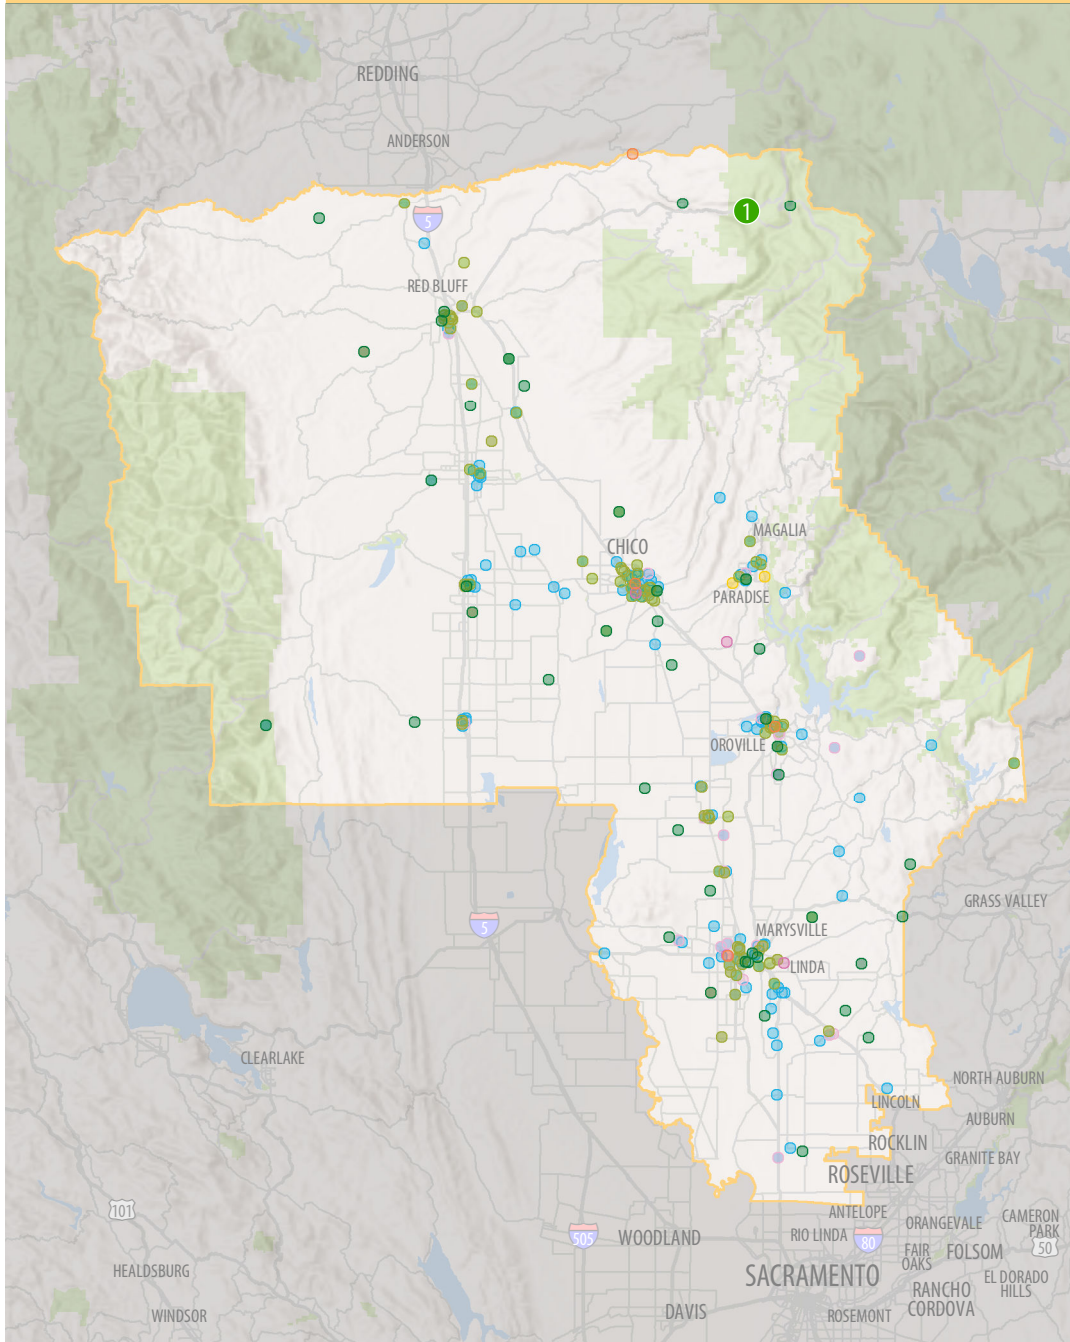 REDDING
ANDERSON
1
5
RED BLUFF
MAGALIA
CHICO
PARADISE
OROVILLE
GRASS VALLEY
5
MARYSVILLE
LINDA
CLEARLAKE
NORTH AUBURN
LINCOLN
AUBURN
ROCKLIN
GRANITE BAY
ROSEVILLE
101
ANTELOPE
ORANGEVALE
CAMERON
PARK
505
WOODLAND
RIO LINDA
80
FAIR
OAKS
FOLSOM
50
HEALDSBURG
SACRAMENTO
EL DORADO
HILLS
RANCHO
CORDOVA
WINDSOR
DAVIS
ROSEMONT